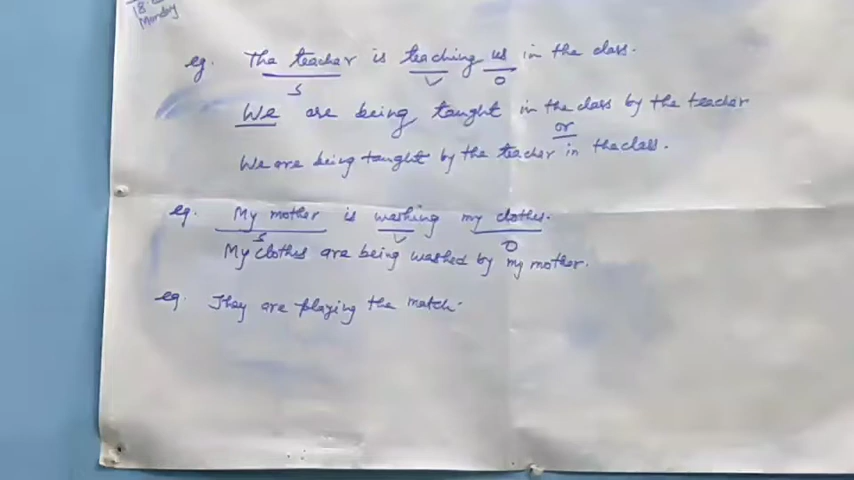 18.
Monday
eg. The teacher is teaching us in the class.
S V O
We are being taught in the class by the teacher
or
We are being taught by the teacher in the class.
eg. My mother is washing my clothes.
S V O
My clothes are being washed by my mother.
eg. They are playing the match.